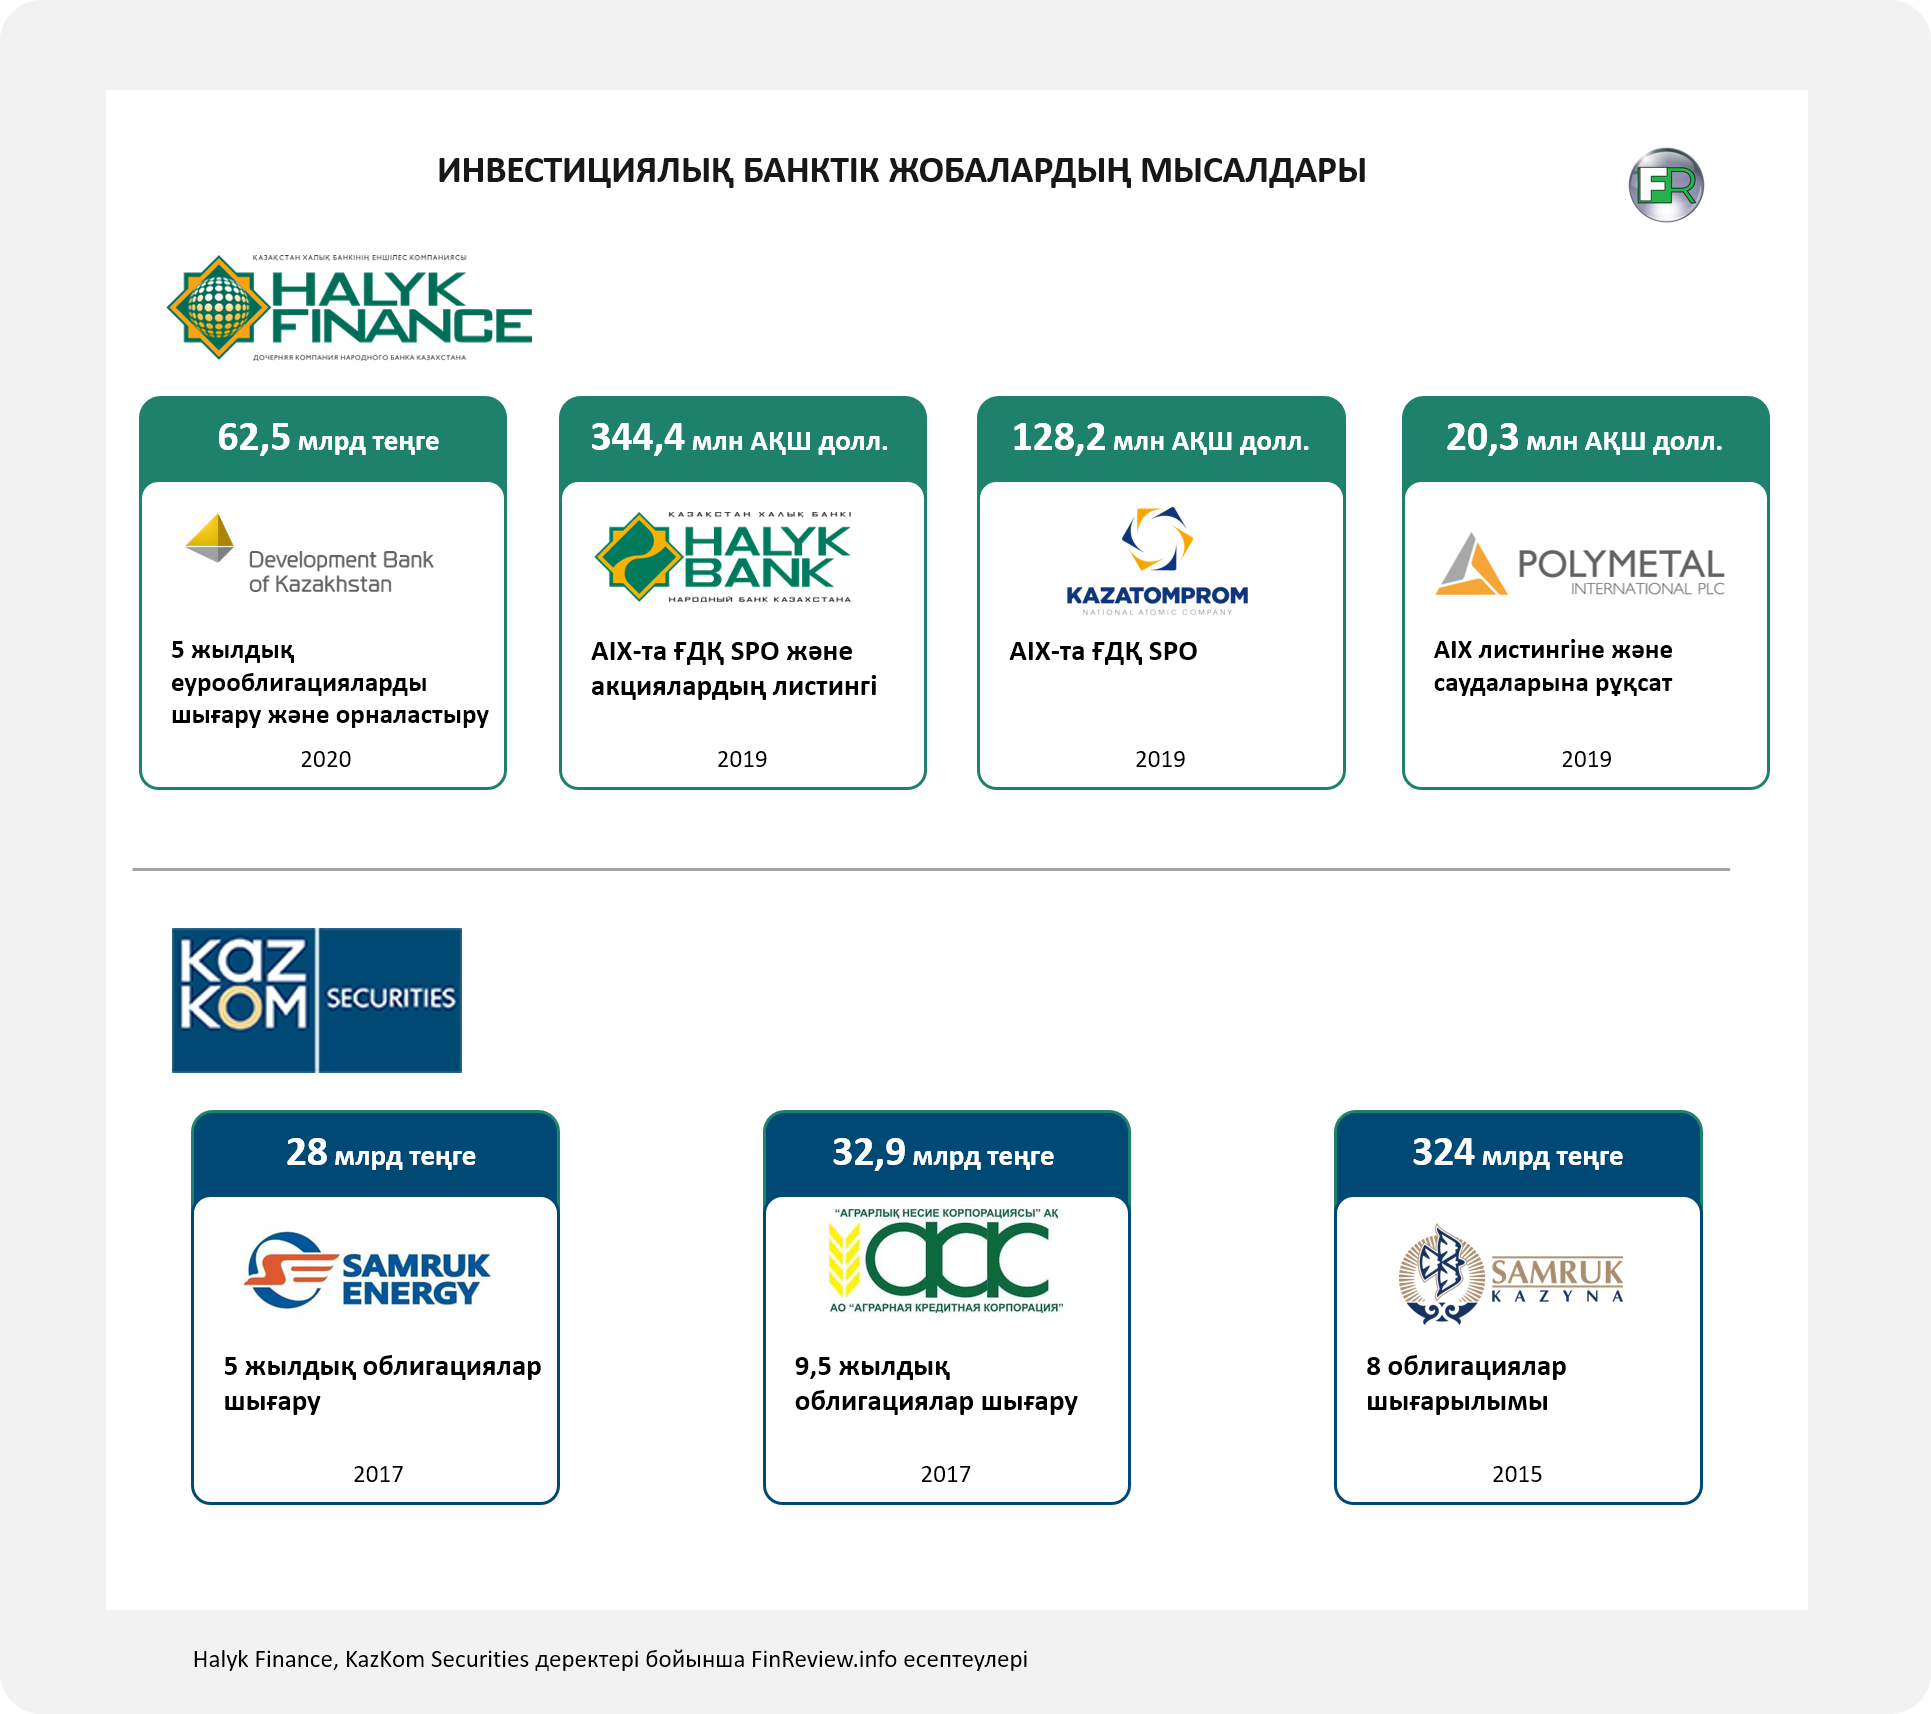 ИНВЕСТИЦИЯЛЫҚ БАНКТІК ЖОБАЛАРДЫҢ МЫСАЛДАРЫ
FR
ҚАЗАҚСТАН ХАЛЫҚ БАНКІНІҢ ЕНШІЛЕС КОМПАНИЯСЫ
HALYK
FINANCE
ДОЧЕРНЯЯ КОМПАНИЯ НАРОДНОГО БАНКА КАЗАХСТАНА
62,5 млрд теңге
Development Bank
of Kazakhstan
5 жылдық
еурооблигацияларды
шығару және орналастыру
2020
344,4 млн АҚШ долл.
ҚАЗАҚСТАН ХАЛЫҚ БАНКІ
HALYK
BANK
НАРОДНЫЙ БАНК КАЗАХСТАНА
AIX-та ҒДҚ SPO және
акциялардың листингі
2019
128,2 млн АҚШ долл.
KAZATOMPROM
NATIONAL ATOMIC COMPANY
AIX-та ҒДҚ SPO
2019
20,3 млн АҚШ долл.
POLYMETAL
INTERNATIONAL PLC
AIX листингіне және
саудаларына рұқсат
2019
KAZ
KOM
SECURITIES
28 млрд теңге
SAMRUK
ENERGY
5 жылдық облигациялар
шығару
2017
32,9 млрд теңге
“АГРАРЛЫҚ НЕСИЕ КОРПОРАЦИЯСЫ” АҚ
аас
АО “АГРАРНАЯ КРЕДИТНАЯ КОРПОРАЦИЯ”
9,5 жылдық
облигациялар шығару
2017
324 млрд теңге
SAMRUK
KAZYNA
8 облигациялар
шығарылымы
2015
Halyk Finance, KazKom Securities деректері бойынша FinReview.info есептеулері